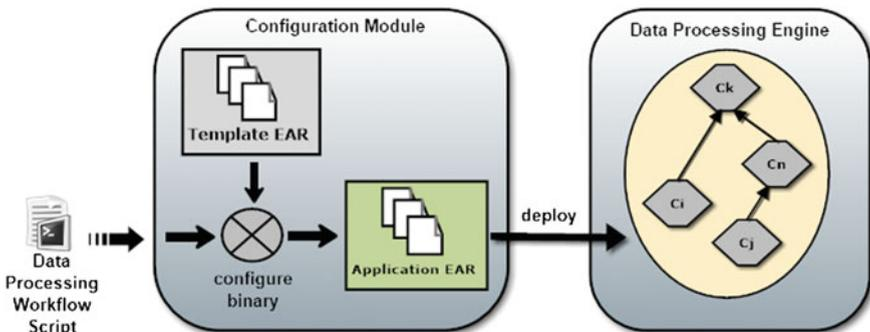 Configuration Module
Template EAR
Data
Processing
Workflow
Script
configure
binary
Application EAR
deploy
Data Processing Engine
Ck
Cn
Ci
Cj